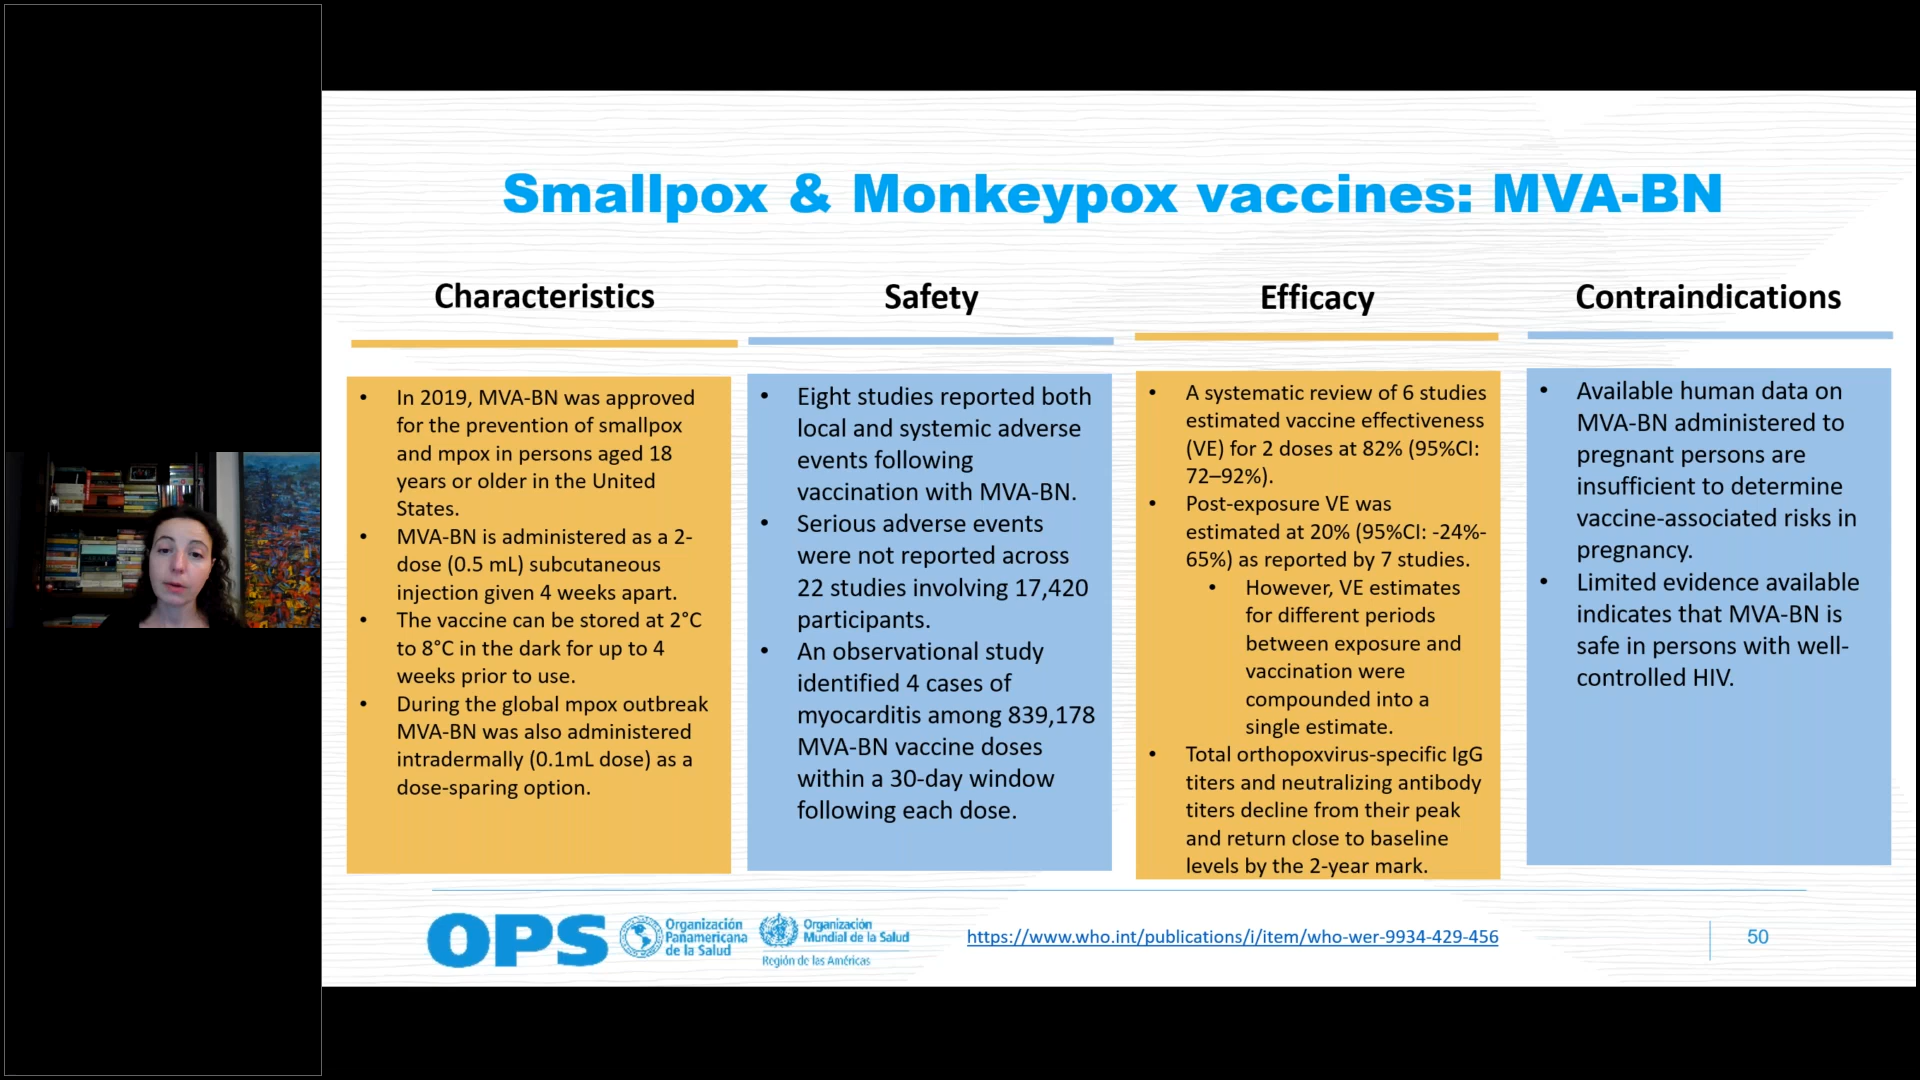 Smallpox & Monkeypox vaccines: MVA-BN
Characteristics
• In 2019, MVA-BN was approved
for the prevention of smallpox
and mpox in persons aged 18
years or older in the United
States.
• MVA-BN is administered as a 2-
dose (0.5 mL) subcutaneous
injection given 4 weeks apart.
• The vaccine can be stored at 2°C
to 8°C in the dark for up to 4
weeks prior to use.
• During the global mpox outbreak
MVA-BN was also administered
intradermally (0.1mL dose) as a
dose-sparing option.
Safety
• Eight studies reported both
local and systemic adverse
events following
vaccination with MVA-BN.
• Serious adverse events
were not reported across
22 studies involving 17,420
participants.
• An observational study
identified 4 cases of
myocarditis among 839,178
MVA-BN vaccine doses
within a 30-day window
following each dose.
Efficacy
• A systematic review of 6 studies
estimated vaccine effectiveness
(VE) for 2 doses at 82% (95%CI:
72–92%).
• Post-exposure VE was
estimated at 20% (95%CI: -24%-
65%) as reported by 7 studies.
• However, VE estimates
for different periods
between exposure and
vaccination were
compounded into a
single estimate.
• Total orthopoxvirus-specific IgG
titers and neutralizing antibody
titers decline from their peak
and return close to baseline
levels by the 2-year mark.
Contraindications
• Available human data on
MVA-BN administered to
pregnant persons are
insufficient to determine
vaccine-associated risks in
pregnancy.
• Limited evidence available
indicates that MVA-BN is
safe in persons with well-
controlled HIV.
OPS
Organización
Panamericana
de la Salud
Organización
Mundial de la Salud
Región de las Américas
https://www.who.int/publications/i/item/who-wer-9934-429-456
50